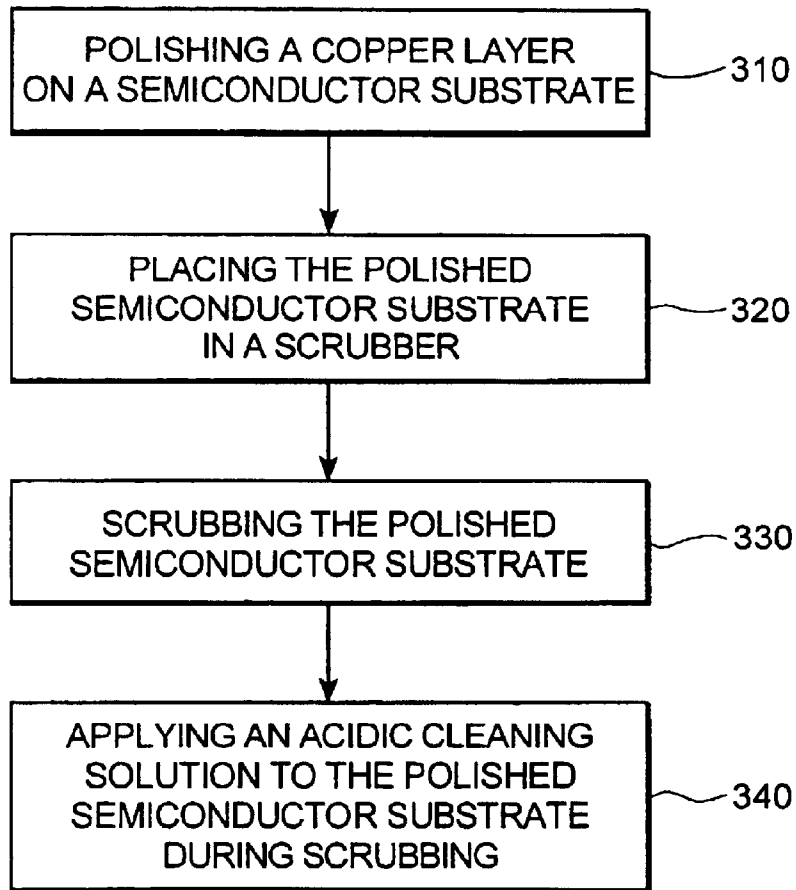 POLISHING A COPPER LAYER
ON A SEMICONDUCTOR SUBSTRATE
310
PLACING THE POLISHED
SEMICONDUCTOR SUBSTRATE
IN A SCRUBBER
320
SCRUBBING THE POLISHED
SEMICONDUCTOR SUBSTRATE
330
APPLYING AN ACIDIC CLEANING
SOLUTION TO THE POLISHED
SEMICONDUCTOR SUBSTRATE
DURING SCRUBBING
340